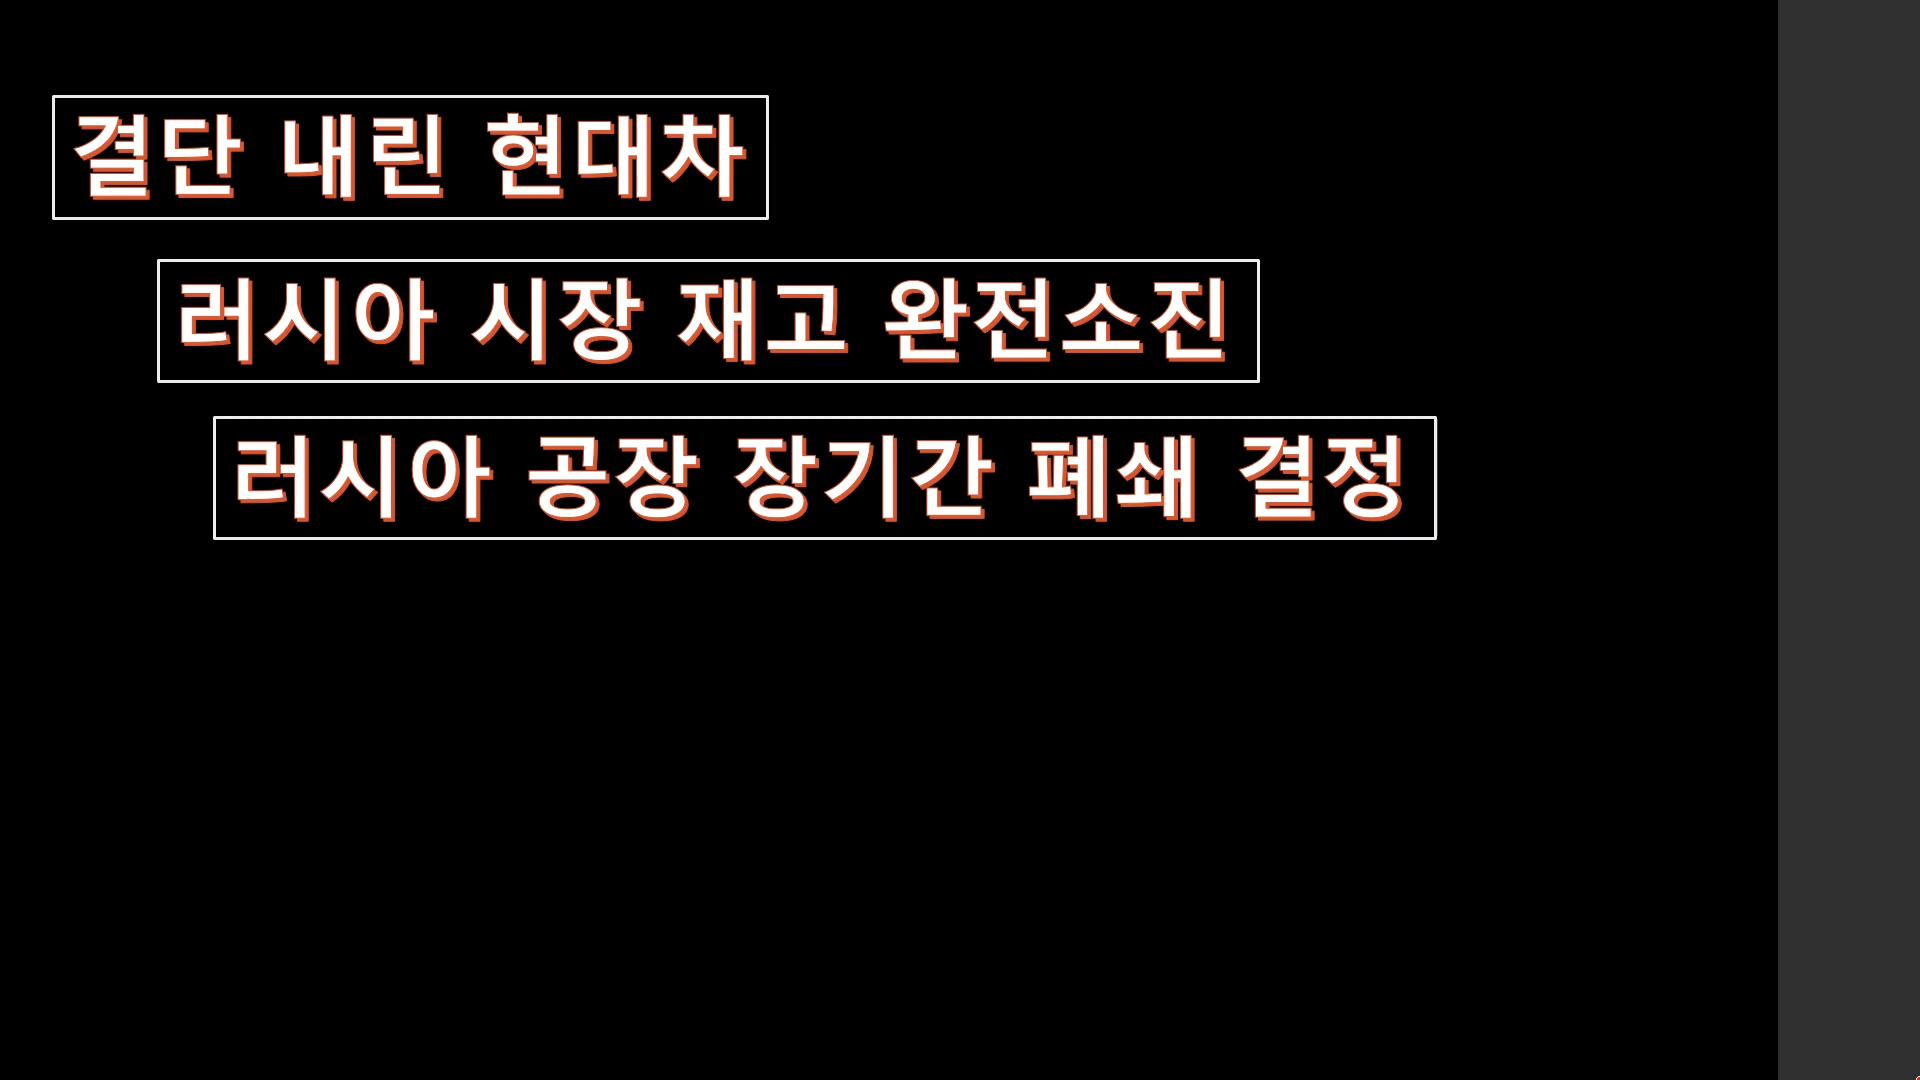 결단 내린 현대차
러시아 시장 재고 완전소진
러시아 공장 장기간 폐쇄 결정